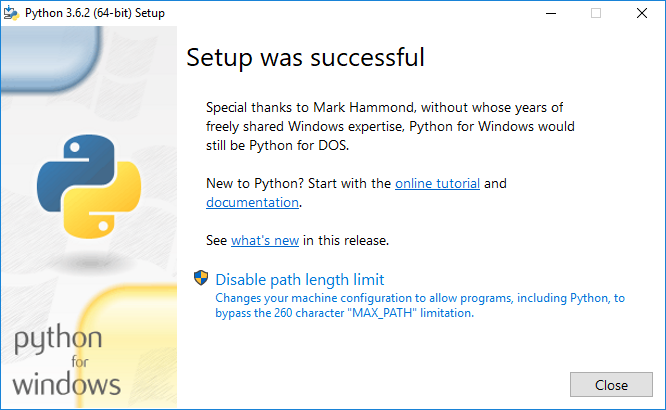 Python 3.6.2 (64-bit) Setup
Setup was successful
Special thanks to Mark Hammond, without whose years of
freely shared Windows expertise, Python for Windows would
still be Python for DOS.
New to Python? Start with the online tutorial and
documentation.
See what's new in this release.
Disable path length limit
Changes your machine configuration to allow programs, including Python, to
bypass the 260 character "MAX_PATH" limitation.
python
for
windows
Close